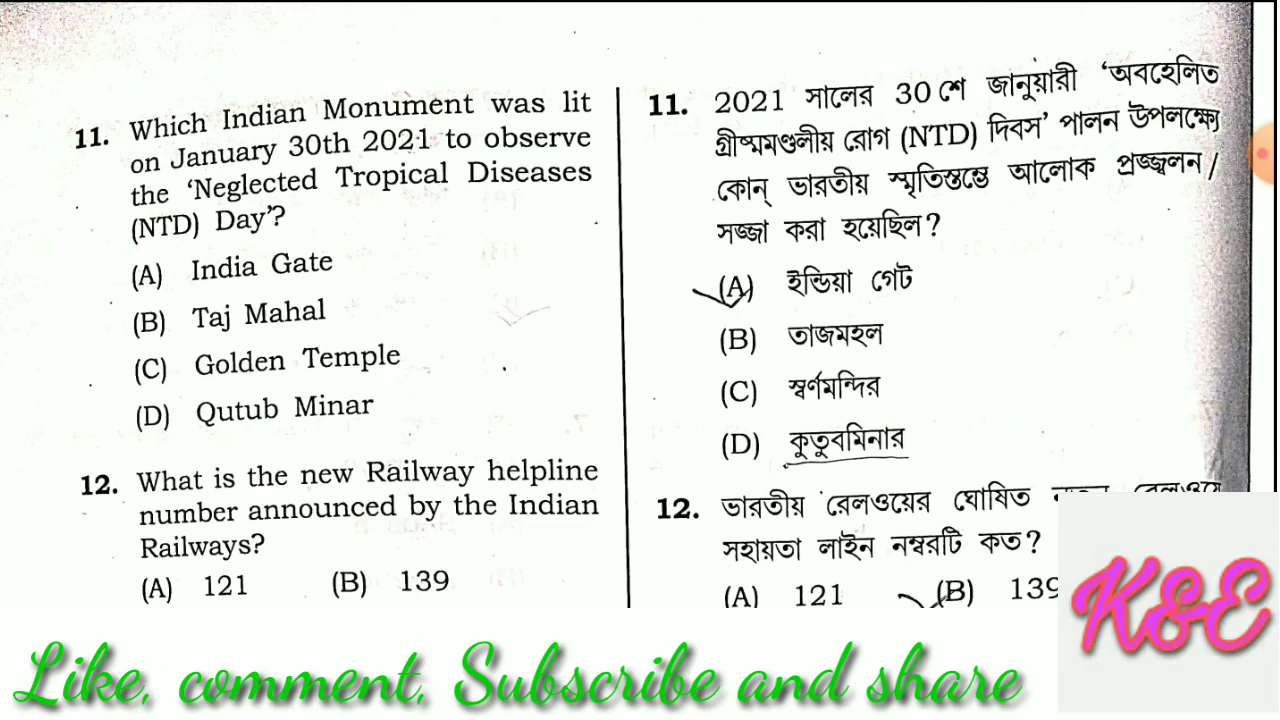 11. Which Indian Monument was lit
on January 30th 2021 to observe
the ‘Neglected Tropical Diseases
(NTD) Day’?
(A) India Gate
(B) Taj Mahal
(C) Golden Temple
(D) Qutub Minar
12. What is the new Railway helpline
number announced by the Indian
Railways?
(A) 121 (B) 139
11. 2021 সালের 30 শে জানুয়ারী ‘অবহেলিত
গ্রীষ্মমণ্ডলীয় রোগ (NTD) দিবস’ পালন উপলক্ষ্যে
কোন্ ভারতীয় স্মৃতিস্তম্ভে আলোক প্রজ্জ্বলন/
সজ্জা করা হয়েছিল?
(A) ইন্ডিয়া গেট
(B) তাজমহল
(C) স্বর্ণমন্দির
(D) কুতুবমিনার
12. ভারতীয় রেলওয়ের ঘোষিত
সহায়তা লাইন নম্বরটি কত?
(A) 121 (B) 139
K&E
Like, comment, Subscribe and share